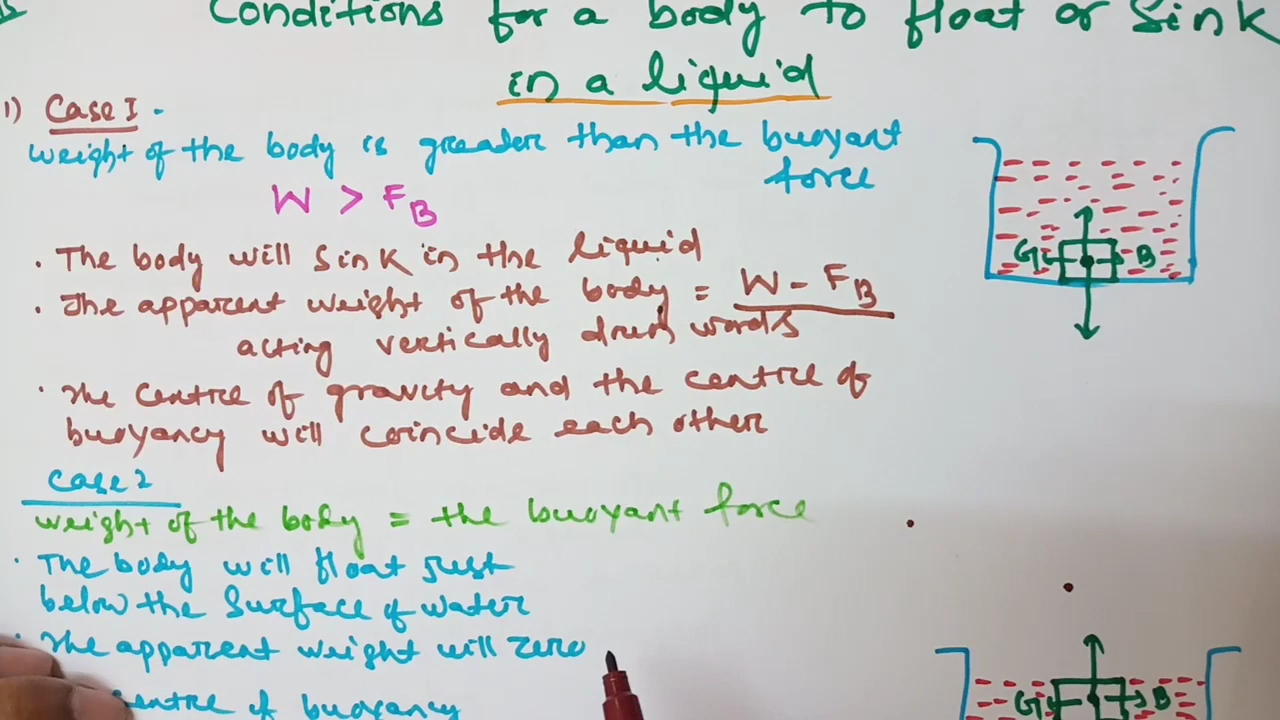 Conditions for a body to float or sink
in a liquid
1) Case I -
Weight of the body is greater than the buoyant
force
W > FB
. The body will sink in the liquid
. The apparent weight of the body = W - FB
acting vertically down words
. The centre of gravity and the centre of
buoyancy will coincide each other
G B
Case 2
Weight of the body = the buoyant force
. The body will float just
below the surface of water
. The apparent weight will zero
centre of buoyancy
G B